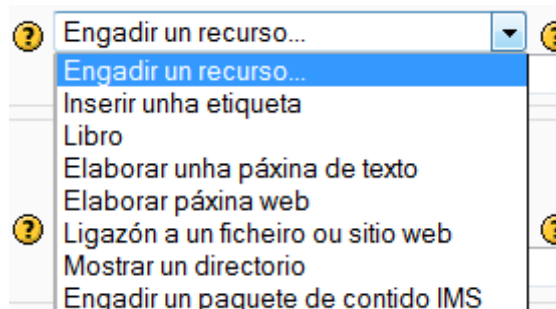 Engadir un recurso...
Engadir un recurso...
Inserir unha etiqueta
Libro
Elaborar unha páxina de texto
Elaborar páxina web
Ligazón a un ficheiro ou sitio web
Mostrar un directorio
Engadir un paquete de contido IMS